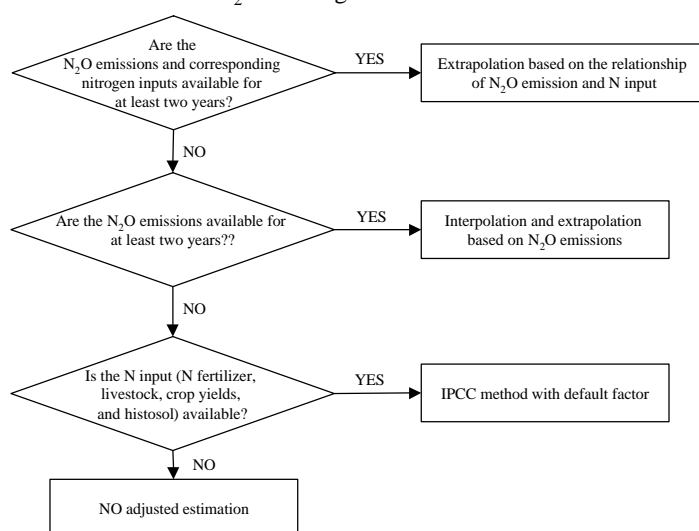 Are the
N₂O emissions and corresponding
nitrogen inputs available for
at least two years?
YES
Extrapolation based on the relationship
of N₂O emission and N input
NO
Are the N₂O emissions available for
at least two years??
YES
Interpolation and extrapolation
based on N₂O emissions
NO
Is the N input (N fertilizer,
livestock, crop yields,
and histosol) available?
YES
IPCC method with default factor
NO
NO adjusted estimation